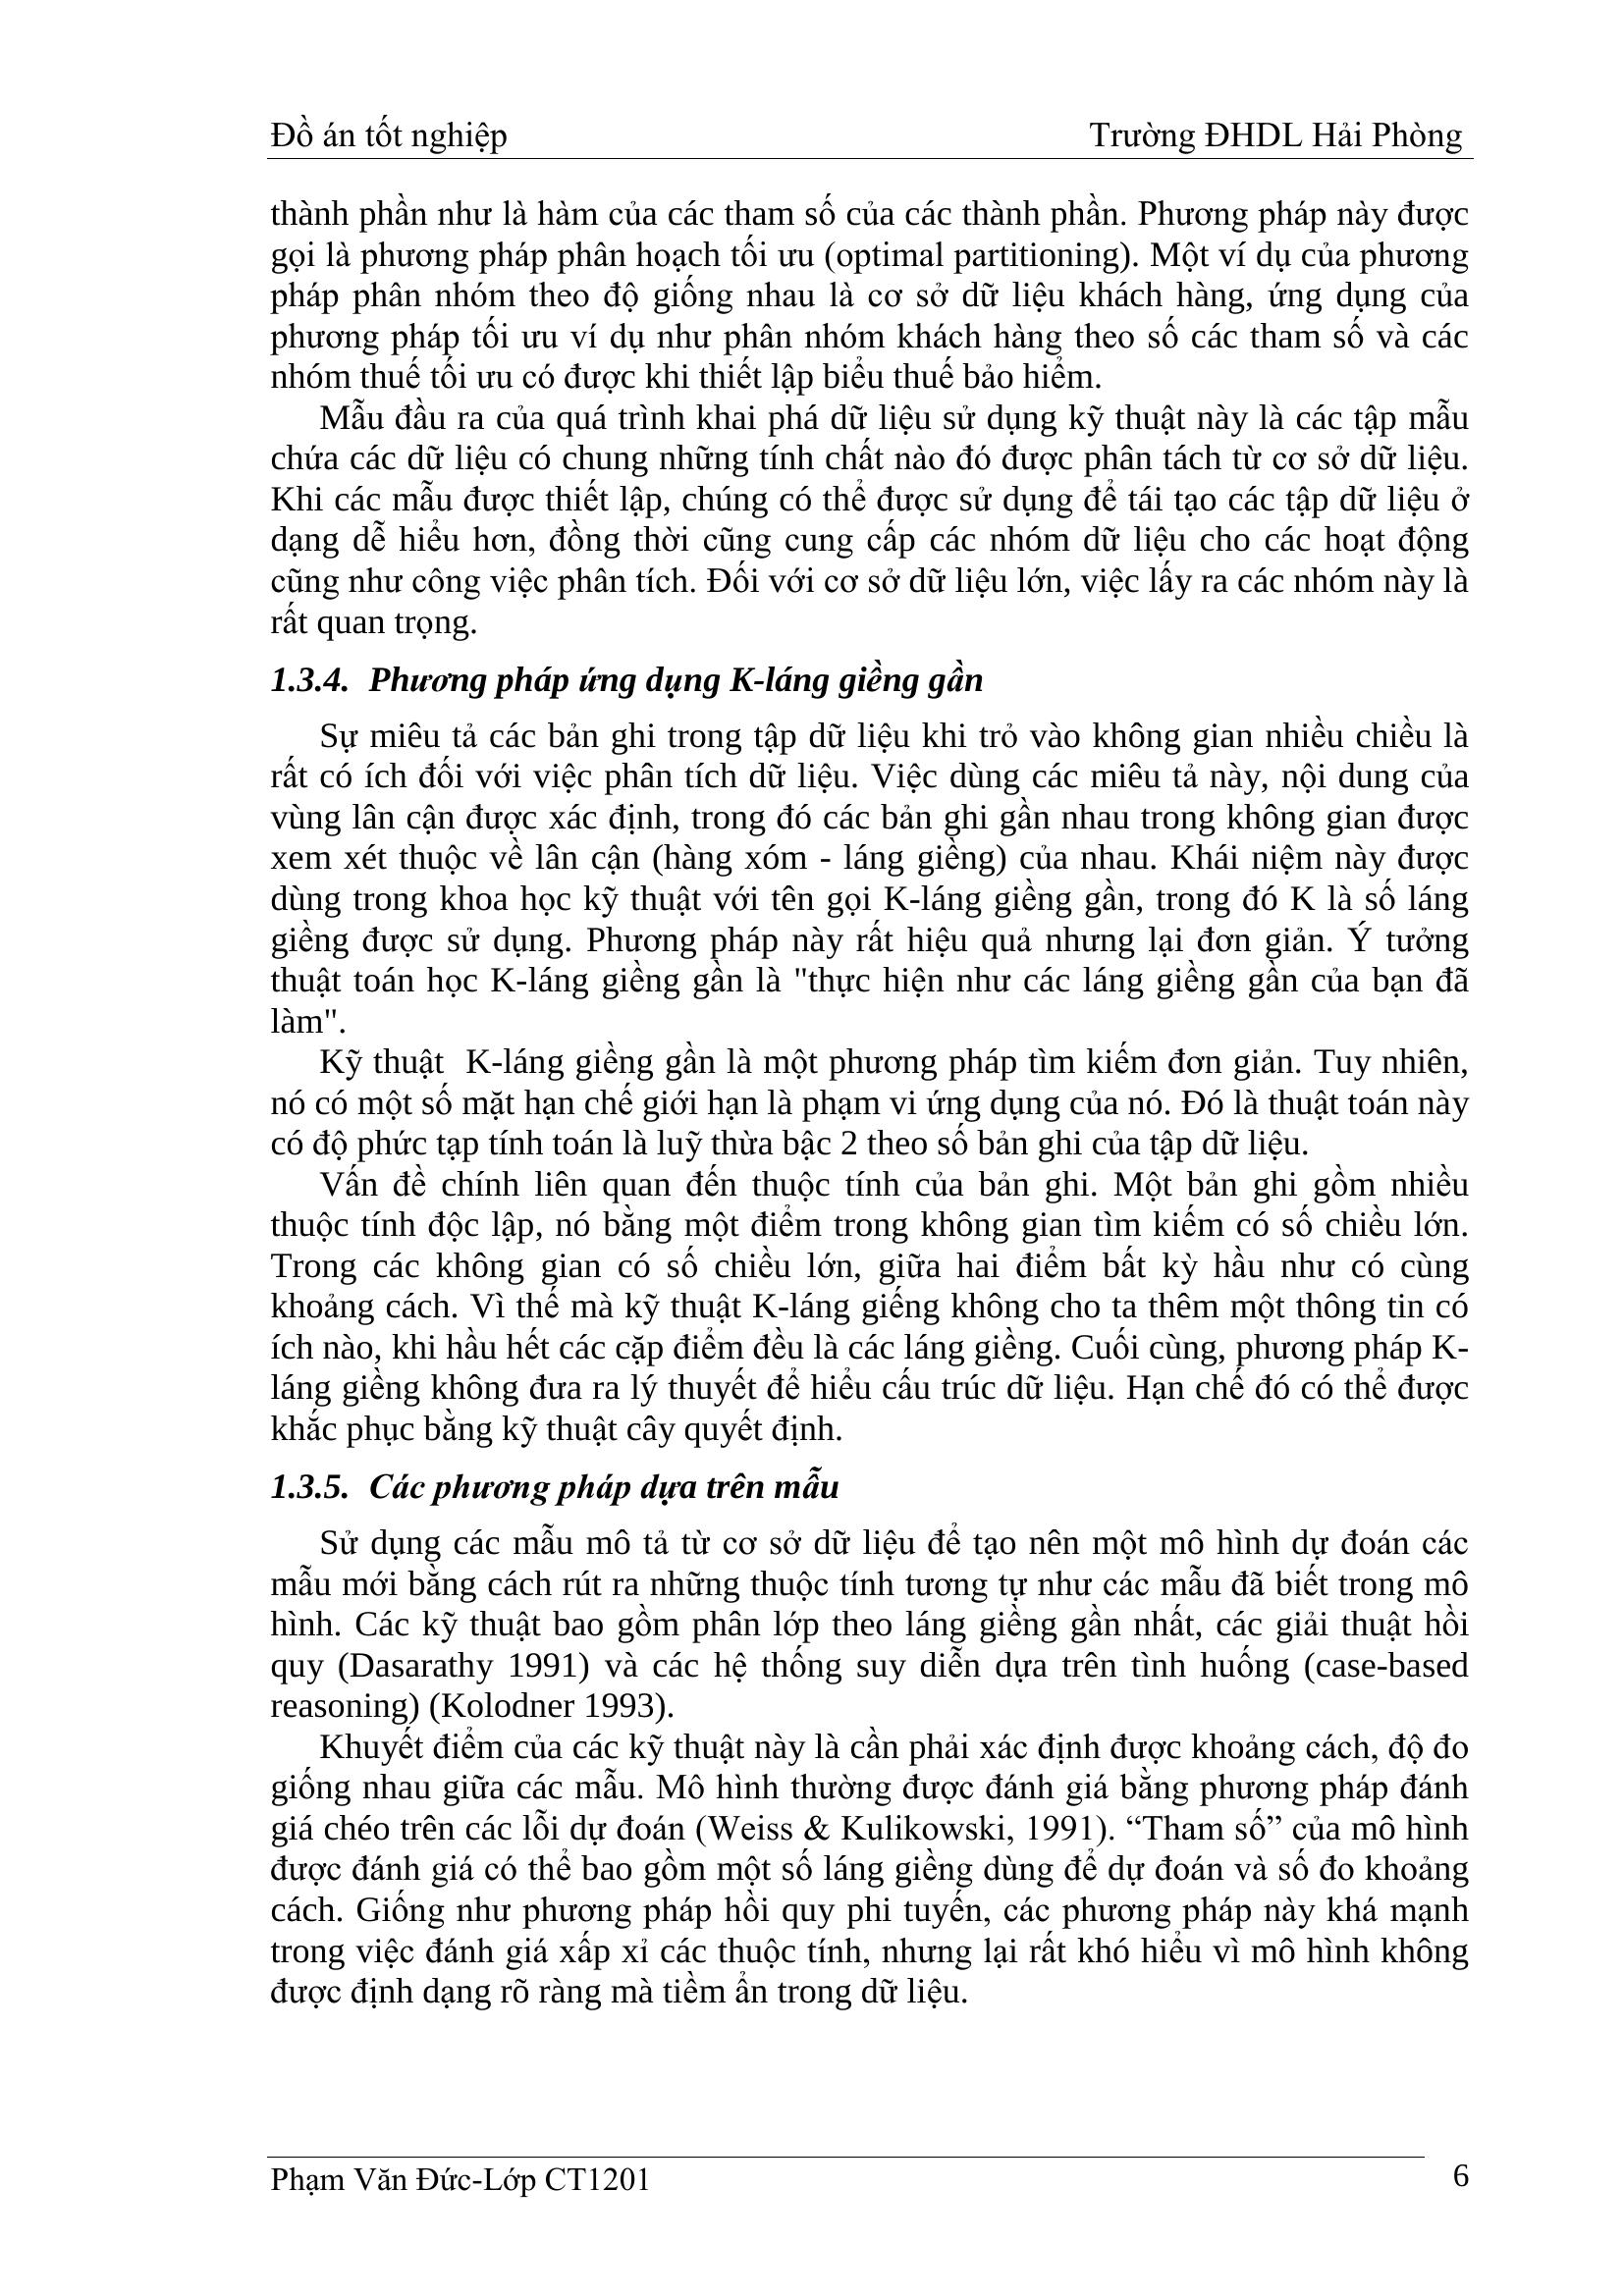 Đồ án tốt nghiệp Trường ĐHDL Hải Phòng
thành phần như là hàm của các tham số của các thành phần. Phương pháp này được
gọi là phương pháp phân hoạch tối ưu (optimal partitioning). Một ví dụ của phương
pháp phân nhóm theo độ giống nhau là cơ sở dữ liệu khách hàng, ứng dụng của
phương pháp tối ưu ví dụ như phân nhóm khách hàng theo số các tham số và các
nhóm thuế tối ưu có được khi thiết lập biểu thuế bảo hiểm.
Mẫu đầu ra của quá trình khai phá dữ liệu sử dụng kỹ thuật này là các tập mẫu
chứa các dữ liệu có chung những tính chất nào đó được phân tách từ cơ sở dữ liệu.
Khi các mẫu được thiết lập, chúng có thể được sử dụng để tái tạo các tập dữ liệu ở
dạng dễ hiểu hơn, đồng thời cũng cung cấp các nhóm dữ liệu cho các hoạt động
cũng như công việc phân tích. Đối với cơ sở dữ liệu lớn, việc lấy ra các nhóm này là
rất quan trọng.
1.3.4. Phương pháp ứng dụng K-láng giềng gần
Sự miêu tả các bản ghi trong tập dữ liệu khi trỏ vào không gian nhiều chiều là
rất có ích đối với việc phân tích dữ liệu. Việc dùng các miêu tả này, nội dung của
vùng lân cận được xác định, trong đó các bản ghi gần nhau trong không gian được
xem xét thuộc về lân cận (hàng xóm - láng giềng) của nhau. Khái niệm này được
dùng trong khoa học kỹ thuật với tên gọi K-láng giềng gần, trong đó K là số láng
giềng được sử dụng. Phương pháp này rất hiệu quả nhưng lại đơn giản. Ý tưởng
thuật toán học K-láng giềng gần là "thực hiện như các láng giềng gần của bạn đã
làm".
Kỹ thuật  K-láng giềng gần là một phương pháp tìm kiếm đơn giản. Tuy nhiên,
nó có một số mặt hạn chế giới hạn là phạm vi ứng dụng của nó. Đó là thuật toán này
có độ phức tạp tính toán là luỹ thừa bậc 2 theo số bản ghi của tập dữ liệu.
Vấn đề chính liên quan đến thuộc tính của bản ghi. Một bản ghi gồm nhiều
thuộc tính độc lập, nó bằng một điểm trong không gian tìm kiếm có số chiều lớn.
Trong các không gian có số chiều lớn, giữa hai điểm bất kỳ hầu như có cùng
khoảng cách. Vì thế mà kỹ thuật K-láng giếng không cho ta thêm một thông tin có
ích nào, khi hầu hết các cặp điểm đều là các láng giềng. Cuối cùng, phương pháp K-
láng giềng không đưa ra lý thuyết để hiểu cấu trúc dữ liệu. Hạn chế đó có thể được
khắc phục bằng kỹ thuật cây quyết định.
1.3.5. Các phương pháp dựa trên mẫu
Sử dụng các mẫu mô tả từ cơ sở dữ liệu để tạo nên một mô hình dự đoán các
mẫu mới bằng cách rút ra những thuộc tính tương tự như các mẫu đã biết trong mô
hình. Các kỹ thuật bao gồm phân lớp theo láng giềng gần nhất, các giải thuật hồi
quy (Dasarathy 1991) và các hệ thống suy diễn dựa trên tình huống (case-based
reasoning) (Kolodner 1993).
Khuyết điểm của các kỹ thuật này là cần phải xác định được khoảng cách, độ đo
giống nhau giữa các mẫu. Mô hình thường được đánh giá bằng phương pháp đánh
giá chéo trên các lỗi dự đoán (Weiss & Kulikowski, 1991). “Tham số” của mô hình
được đánh giá có thể bao gồm một số láng giềng dùng để dự đoán và số đo khoảng
cách. Giống như phương pháp hồi quy phi tuyến, các phương pháp này khá mạnh
trong việc đánh giá xấp xỉ các thuộc tính, nhưng lại rất khó hiểu vì mô hình không
được định dạng rõ ràng mà tiềm ẩn trong dữ liệu.
Phạm Văn Đức-Lớp CT1201 6